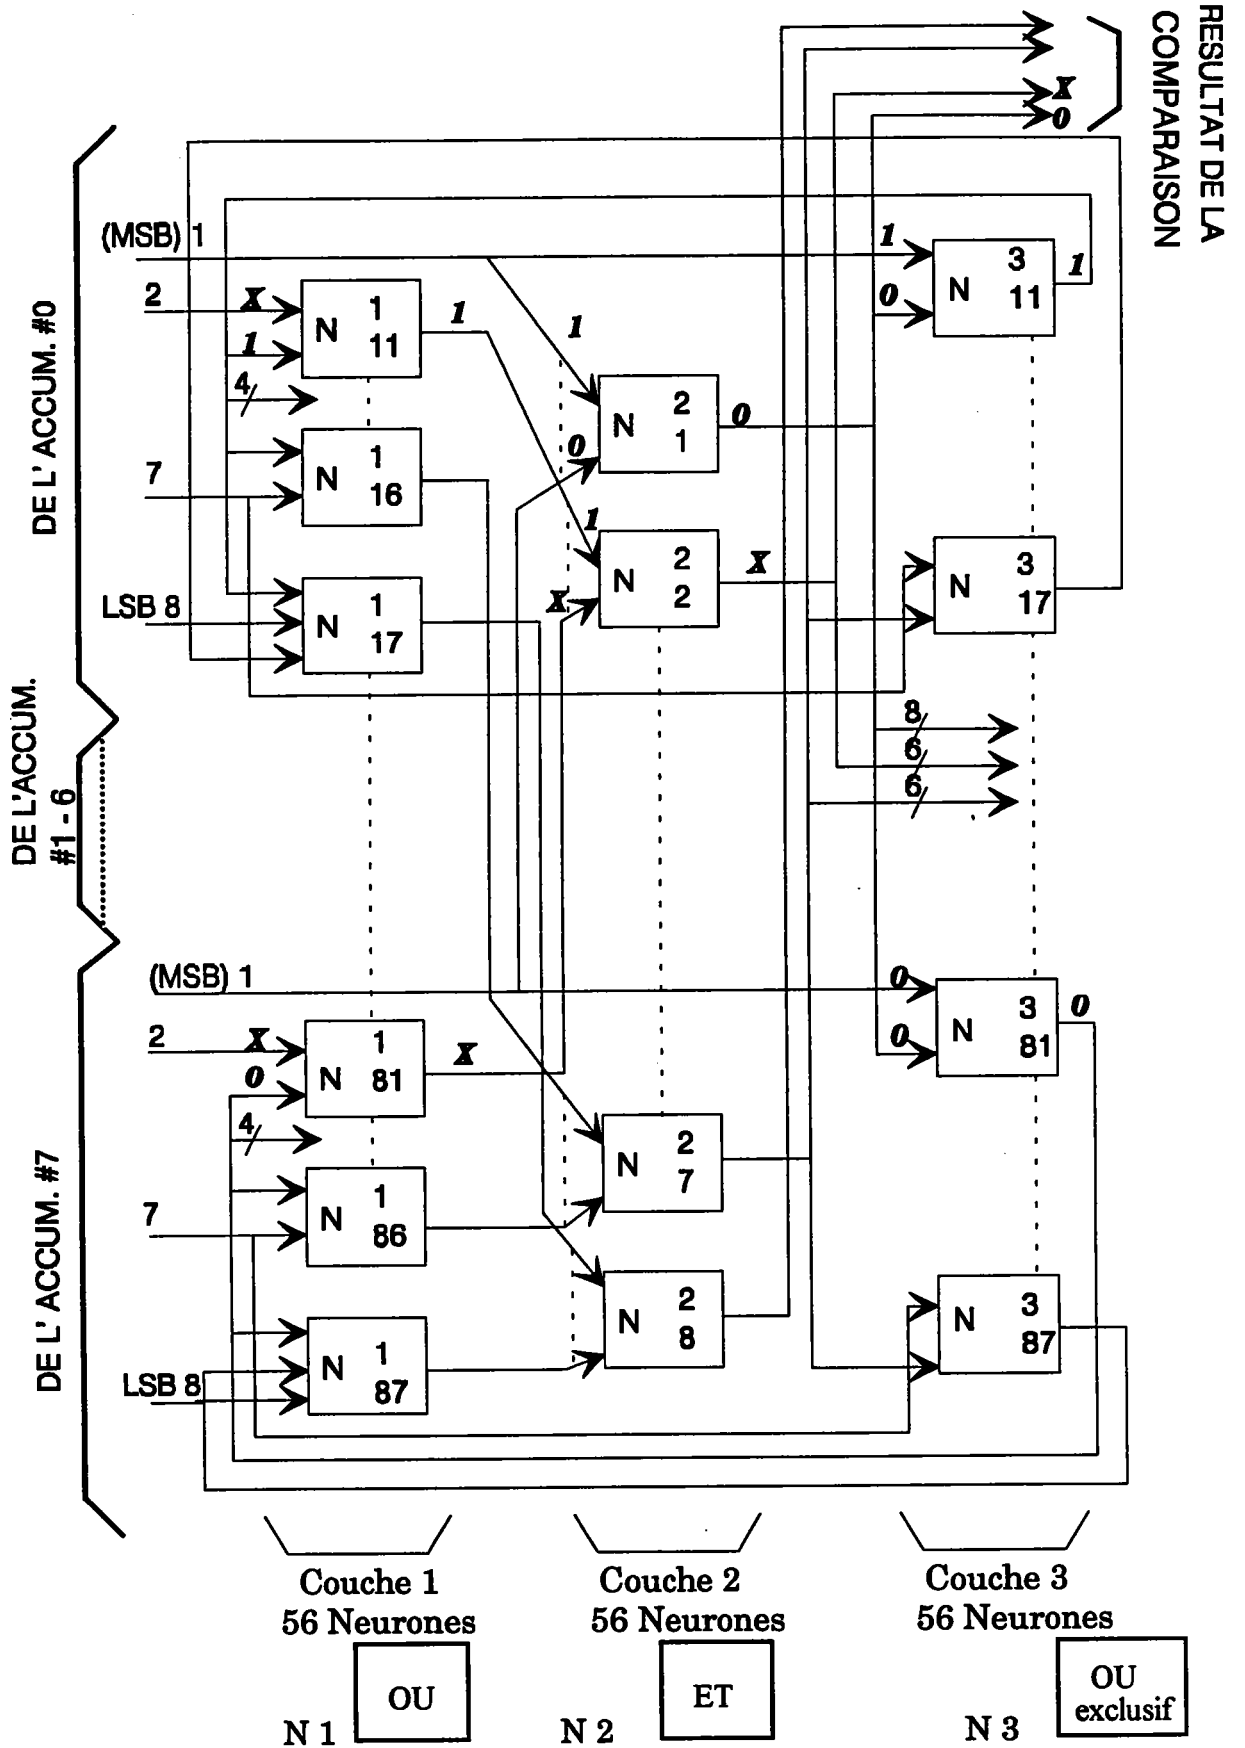 RESULTAT DE LA
COMPARAISON
X
0
DE L' ACCUM. #0
(MSB) 1
2
X
1
4
7
LSB 8
N 1 11
1
N 1 16
N 1 17
1
0
N 2 1
0
1
X
N 2 2
X
1
0
N 3 11
1
N 3 17
8
6
6
DE L'ACCUM.
#1 - 6
DE L' ACCUM. #7
(MSB) 1
2
X
0
4
7
LSB 8
N 1 81
X
N 1 86
N 1 87
N 2 7
N 2 8
0
0
N 3 81
0
N 3 87
Couche 1
56 Neurones
Couche 2
56 Neurones
Couche 3
56 Neurones
N 1
OU
N 2
ET
N 3
OU
exclusif